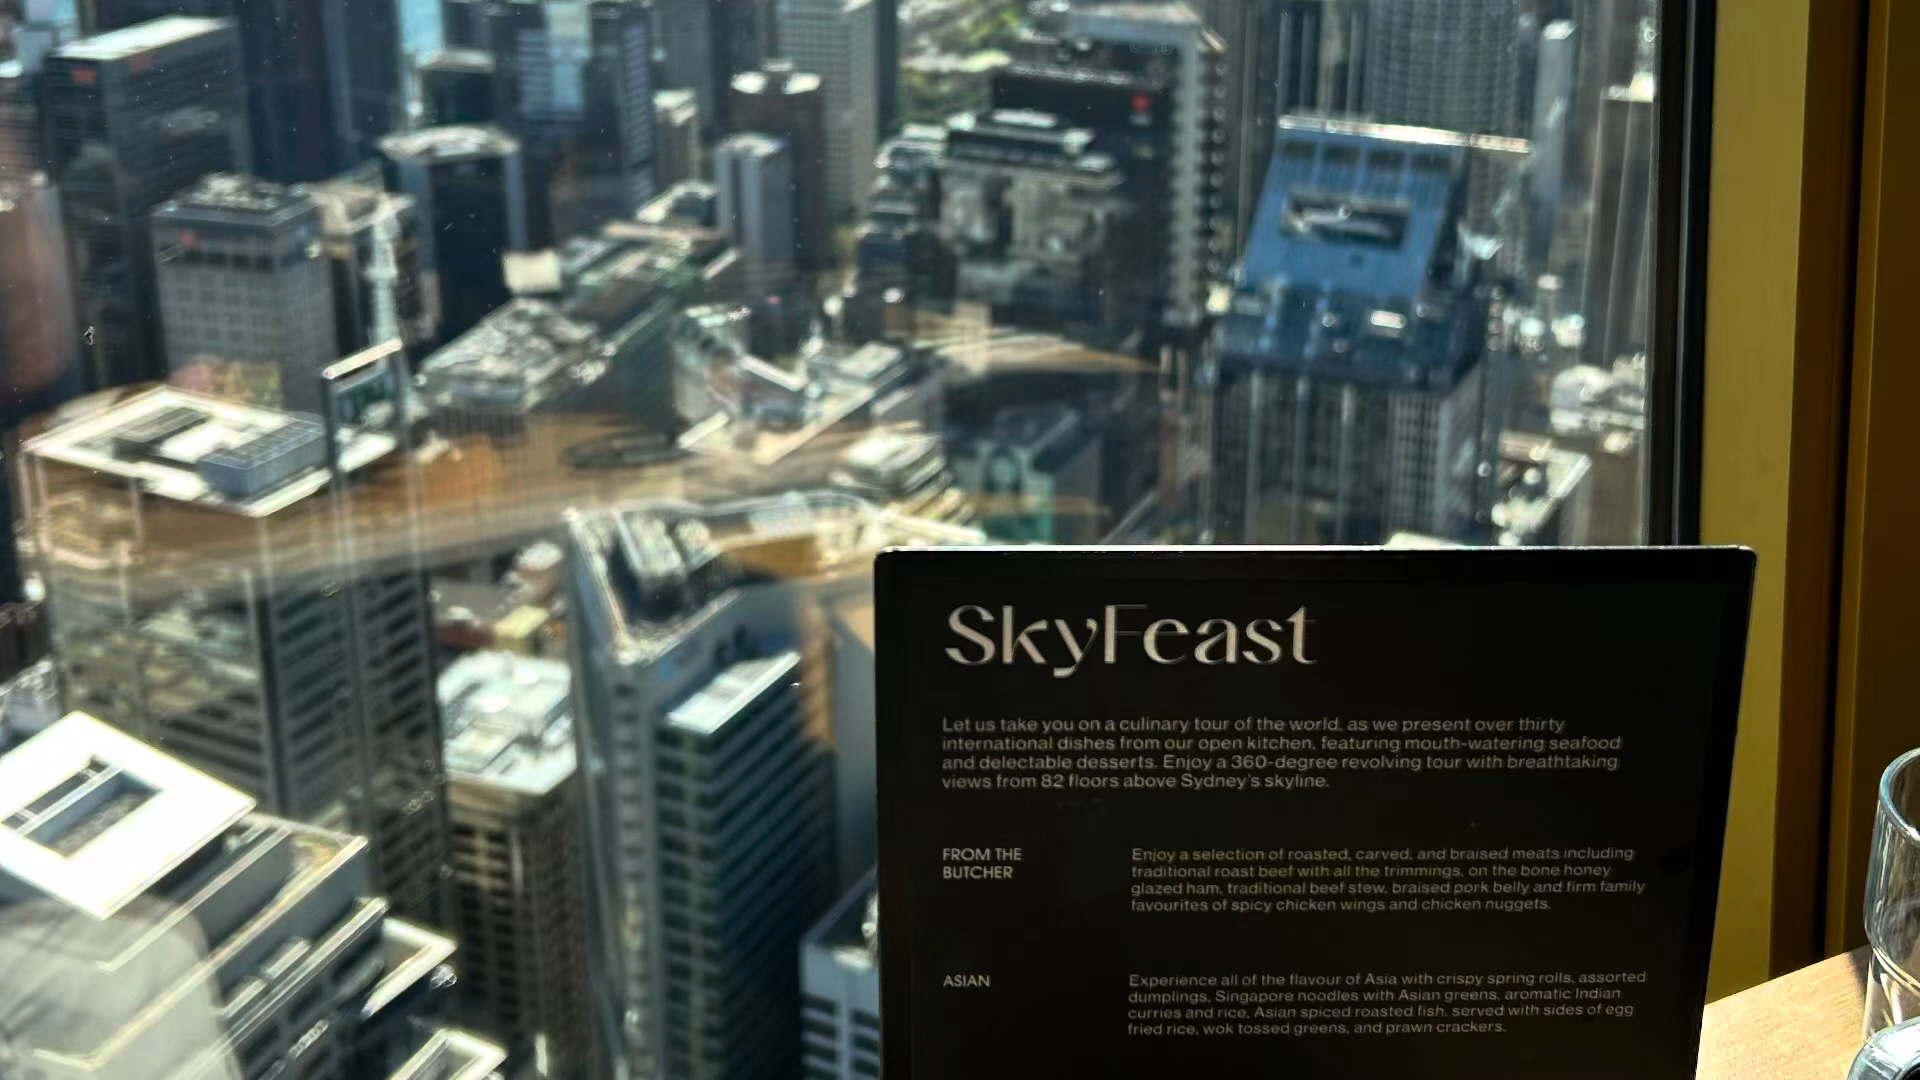 SkyFeast
Let us take you on a culinary tour of the world, as we present over thirty
international dishes from our open kitchen, featuring mouth-watering seafood
and delectable desserts. Enjoy a 360-degree revolving tour with breathtaking
views from 82 floors above Sydney's skyline.
FROM THE
BUTCHER
Enjoy a selection of roasted, carved, and braised meats including
traditional roast beef with all the trimmings, on the bone honey
glazed ham, traditional beef stew, braised pork belly and firm family
favourites of spicy chicken wings and chicken nuggets.
ASIAN
Experience all of the flavour of Asia with crispy spring rolls, assorted
dumplings, Singapore noodles with Asian greens, aromatic Indian
curries and rice, Asian spiced roasted fish, served with sides of egg
fried rice, wok tossed greens, and prawn crackers.